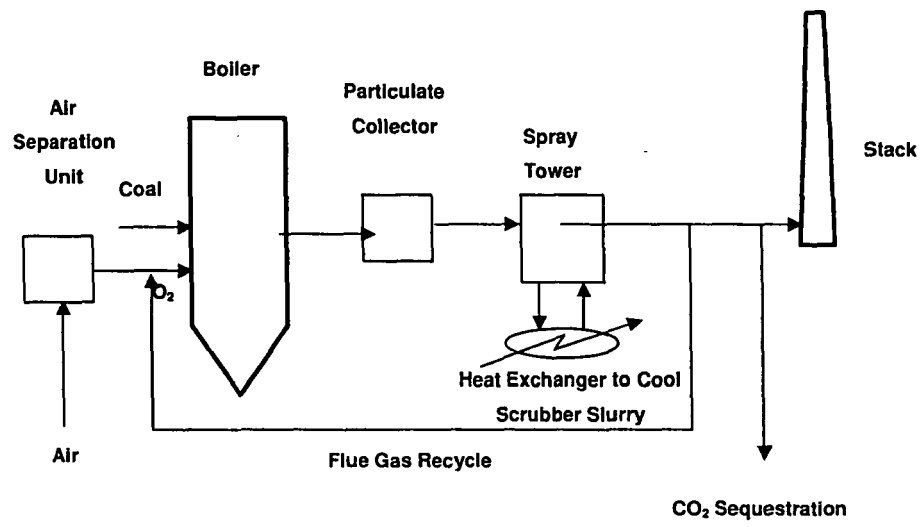 Boiler
Particulate
Collector
Air
Separation
Unit
Spray
Tower
Stack
Coal
O₂
Heat Exchanger to Cool
Scrubber Slurry
Air
Flue Gas Recycle
CO₂ Sequestration